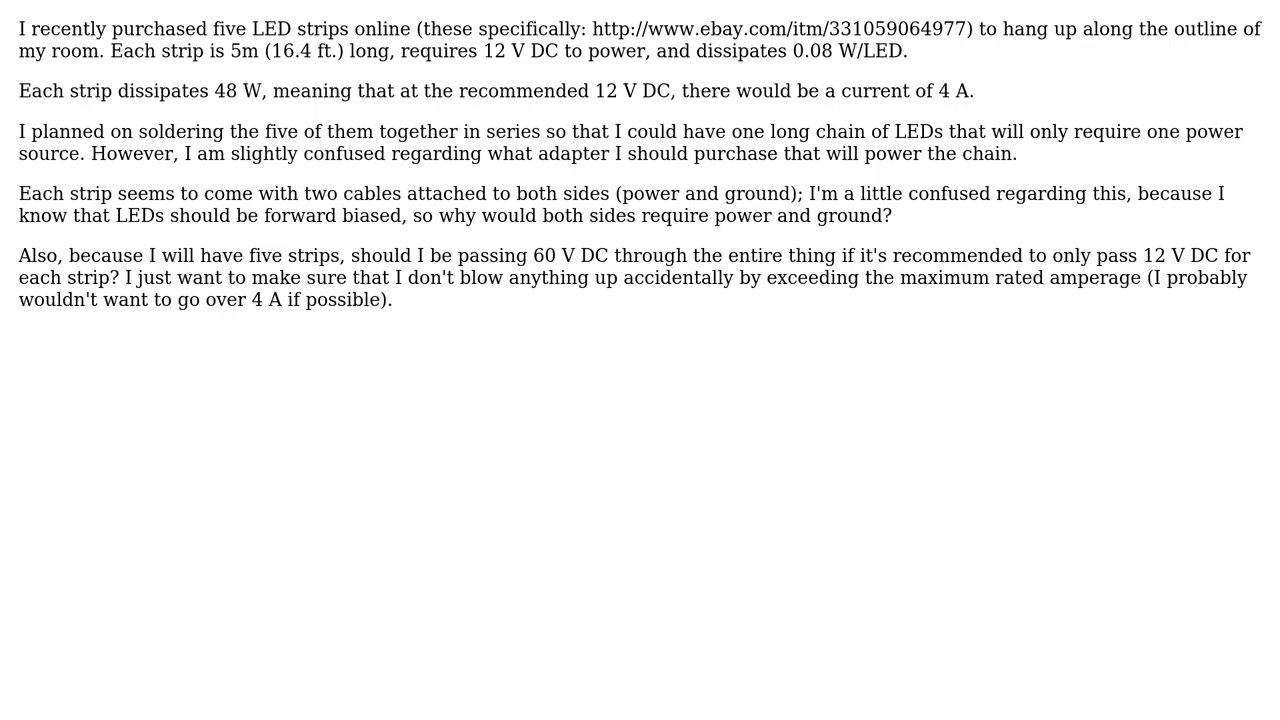 I recently purchased five LED strips online (these specifically: http://www.ebay.com/itm/331059064977) to hang up along the outline of
my room. Each strip is 5m (16.4 ft.) long, requires 12 V DC to power, and dissipates 0.08 W/LED.
Each strip dissipates 48 W, meaning that at the recommended 12 V DC, there would be a current of 4 A.
I planned on soldering the five of them together in series so that I could have one long chain of LEDs that will only require one power
source. However, I am slightly confused regarding what adapter I should purchase that will power the chain.
Each strip seems to come with two cables attached to both sides (power and ground); I'm a little confused regarding this, because I
know that LEDs should be forward biased, so why would both sides require power and ground?
Also, because I will have five strips, should I be passing 60 V DC through the entire thing if it's recommended to only pass 12 V DC for
each strip? I just want to make sure that I don't blow anything up accidentally by exceeding the maximum rated amperage (I probably
wouldn't want to go over 4 A if possible).